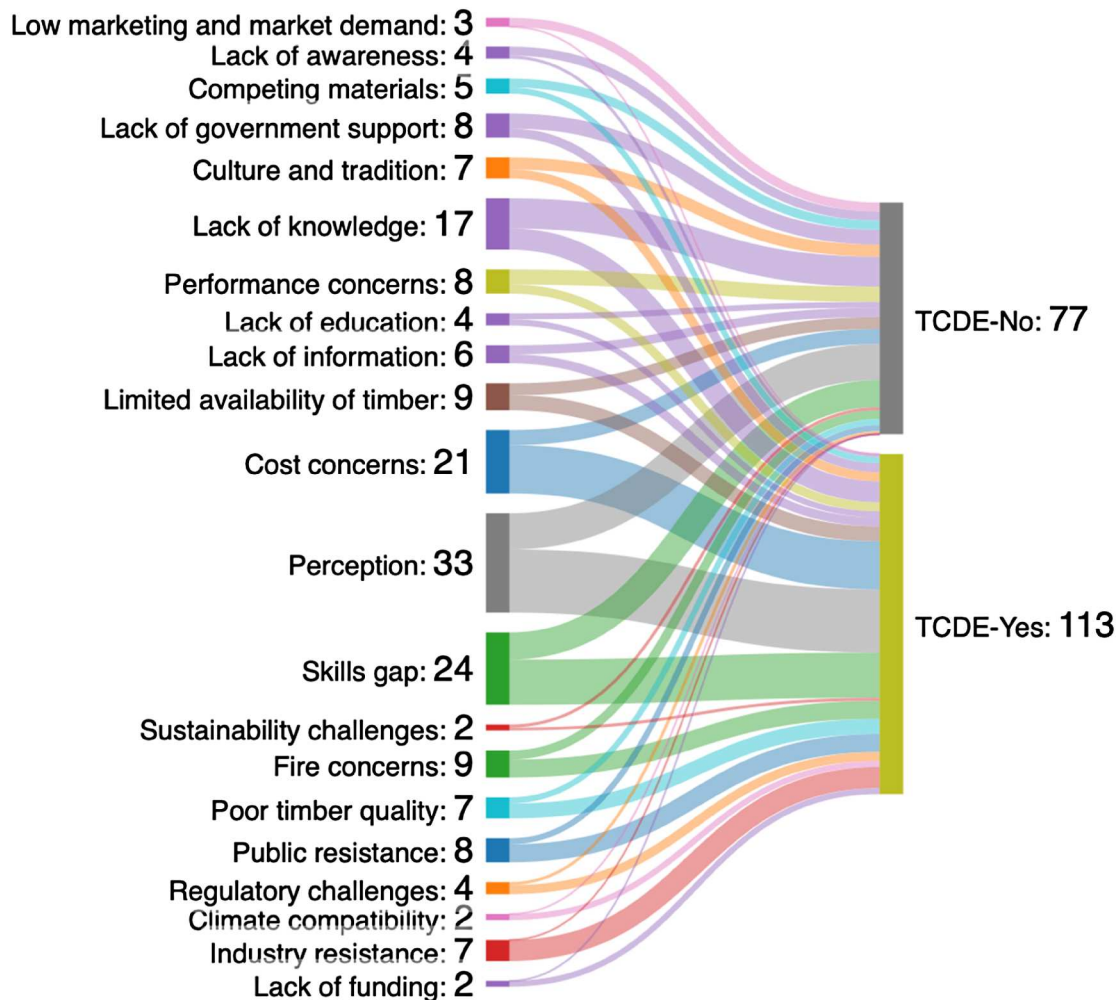 Low marketing and market demand: 3
Lack of awareness: 4
Competing materials: 5
Lack of government support: 8
Culture and tradition: 7
Lack of knowledge: 17
Performance concerns: 8
Lack of education: 4
Lack of information: 6
Limited availability of timber: 9
Cost concerns: 21
Perception: 33
Skills gap: 24
Sustainability challenges: 2
Fire concerns: 9
Poor timber quality: 7
Public resistance: 8
Regulatory challenges: 4
Climate compatibility: 2
Industry resistance: 7
Lack of funding: 2
TCDE-No: 77
TCDE-Yes: 113